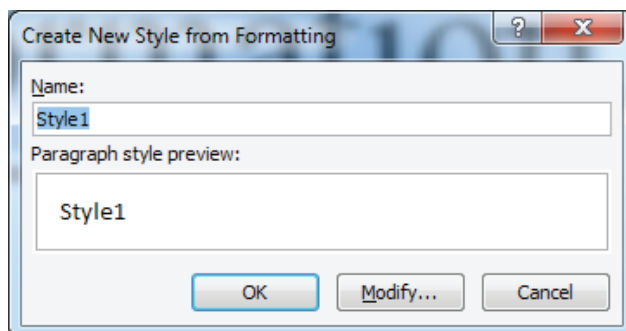 Create New Style from Formatting
Name:
Style1
Paragraph style preview:
Style1
OK Modify... Cancel